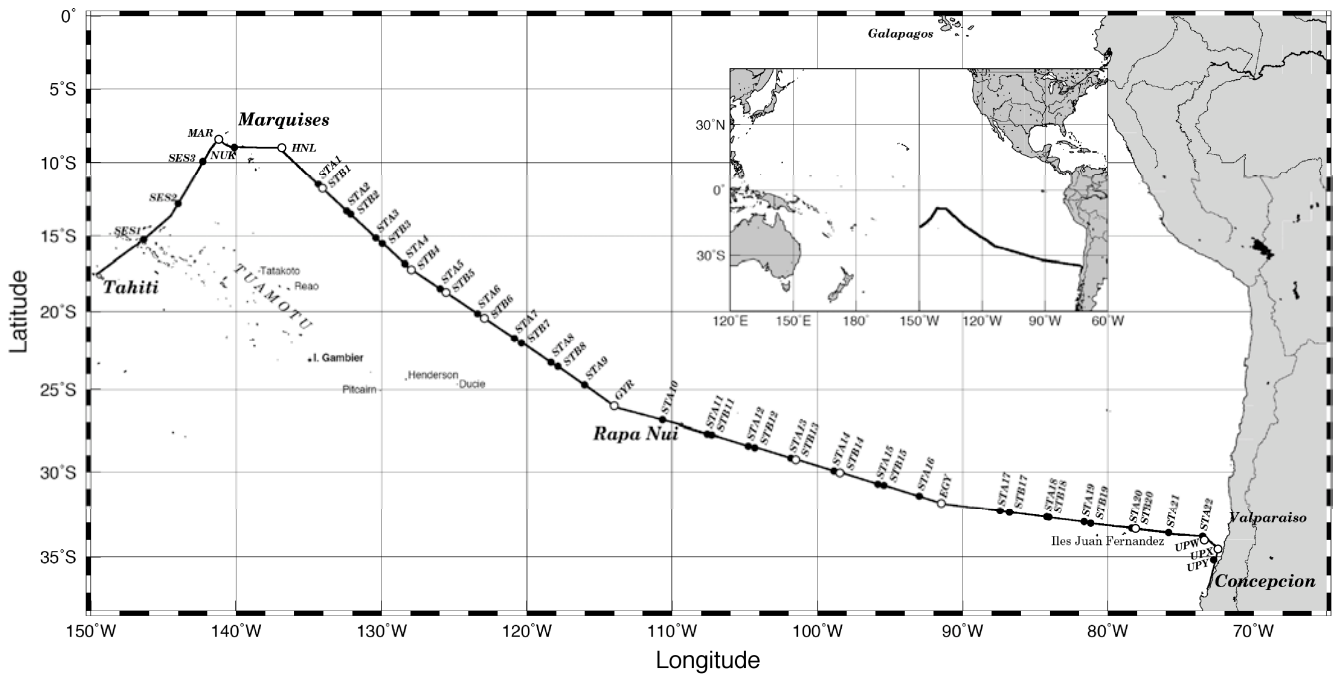 0°
5°S
10°S
15°S
20°S
25°S
30°S
35°S
Latitude
150°W
140°W
130°W
120°W
110°W
100°W
90°W
80°W
70°W
Longitude
Galapagos
30°N
0°
30°S
120°E
150°E
180°
150°W
120°W
90°W
60°W
Marquises
MAR
NUK
HNL
SES3
SES2
SES1
Tahiti
TUAMOTU
Tatakoto
Reao
I. Gambier
Pitcairn
Henderson
Ducie
STA1
STB1
STA2
STB2
STA3
STB3
STA4
STB4
STA5
STB5
STA6
STB6
STA7
STB7
STA8
STB8
STA9
GYR
Rapa Nui
STA10
STA11
STB11
STA12
STB12
STA13
STB13
STA14
STB14
STA15
STB15
STA16
EGY
STA17
STB17
STA18
STB18
STA19
STB19
STA20
STB20
STA21
STA22
Iles Juan Fernandez
Valparaiso
UPW
UPX
UPY
Concepcion